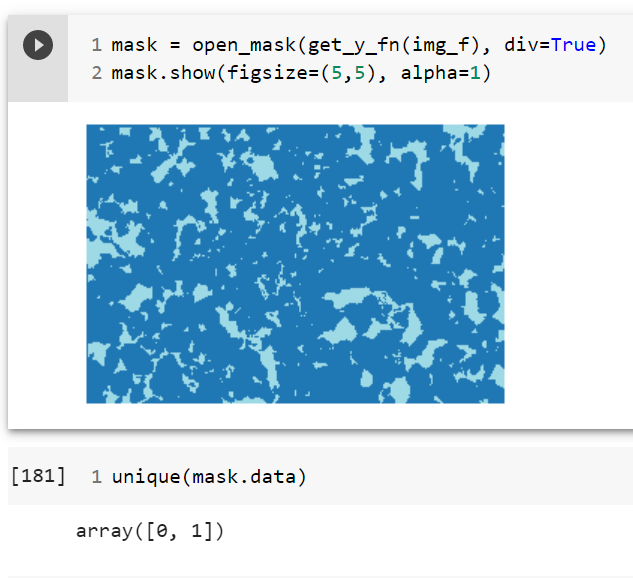 1 mask = open_mask(get_y_fn(img_f), div=True)
2 mask.show(figsize=(5,5), alpha=1)
[181] 1 unique(mask.data)
array([0, 1])